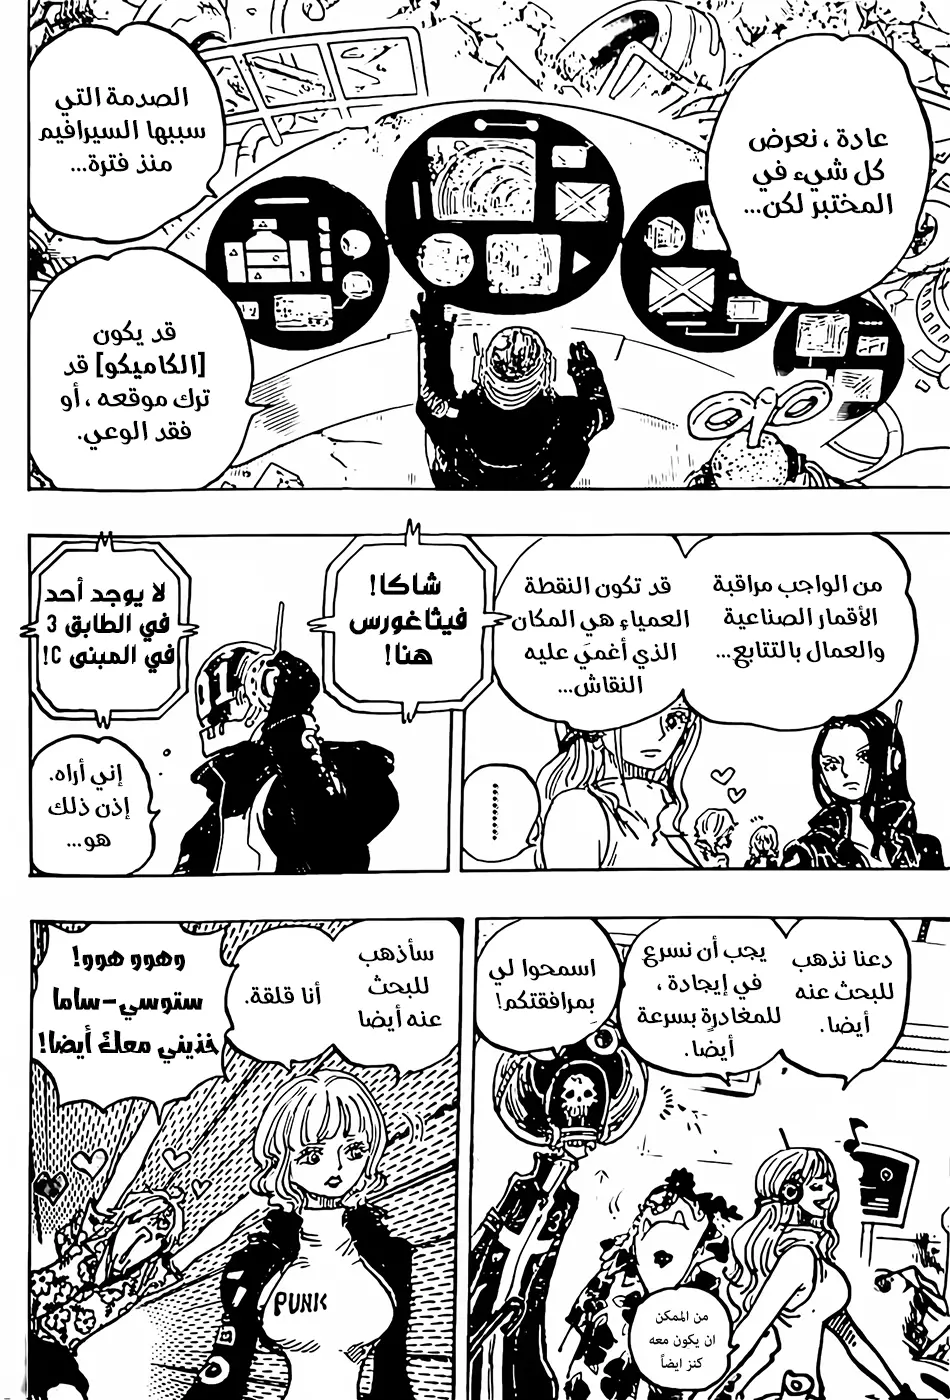 عادة ، نعرض
كل شيء في
المختبر لكن...
الصدمة التي
سببها السيرافيم
منذ فترة...
قد يكون
[الكاميكو] قد
ترك موقعه ، أو
فقد الوعي.
من الواجب مراقبة
الأقمار الصناعية
والعمال بالتتابع...
قد تكون النقطة
العمياء هي المكان
الذي أغميَ عليه
النقاش...
.........
شاكا!
فيثاغورس
هنا!
لا يوجد أحد
في الطابق 3
في المبنى C!
إني أراه.
إذن ذلك
هو...
دعنا نذهب
للبحث عنه
أيضا.
يجب أن نسرع
في إيجادة ،
للمغادرة بسرعة
أيضا.
اسمحوا لي
بمرافقتكم!
من الممكن
ان يكون معه
كنز ايضاً
3
سأذهب
للبحث
عنه أيضا
أنا قلقة.
وهوو هوو!
ستوسي-ساما
خذيني معك أيضا!
PUNK